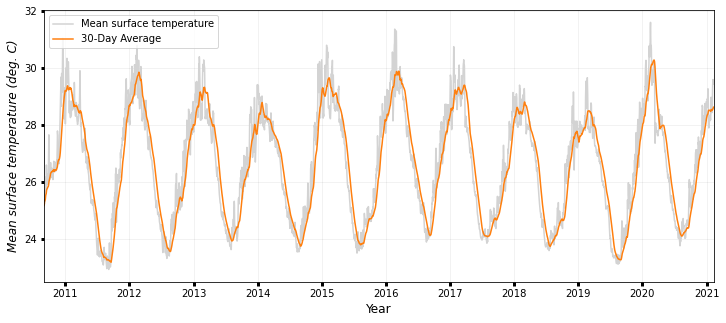 Mean surface temperature
30-Day Average
Mean surface temperature (deg. C)
32
30
28
26
24
2011 2012 2013 2014 2015 2016 2017 2018 2019 2020 2021
Year